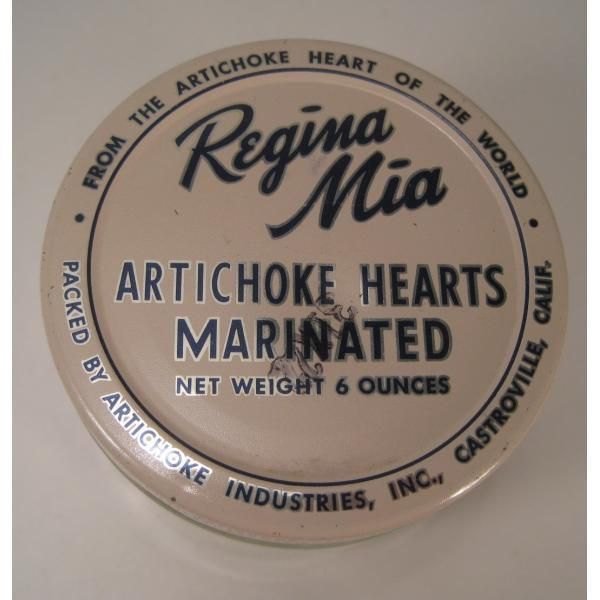 • FROM THE ARTICHOKE HEART OF THE WORLD •
Regina
Mia
ARTICHOKE HEARTS
MARINATED
NET WEIGHT 6 OUNCES
PACKED BY ARTICHOKE INDUSTRIES, INC., CASTROVILLE, CALIF.